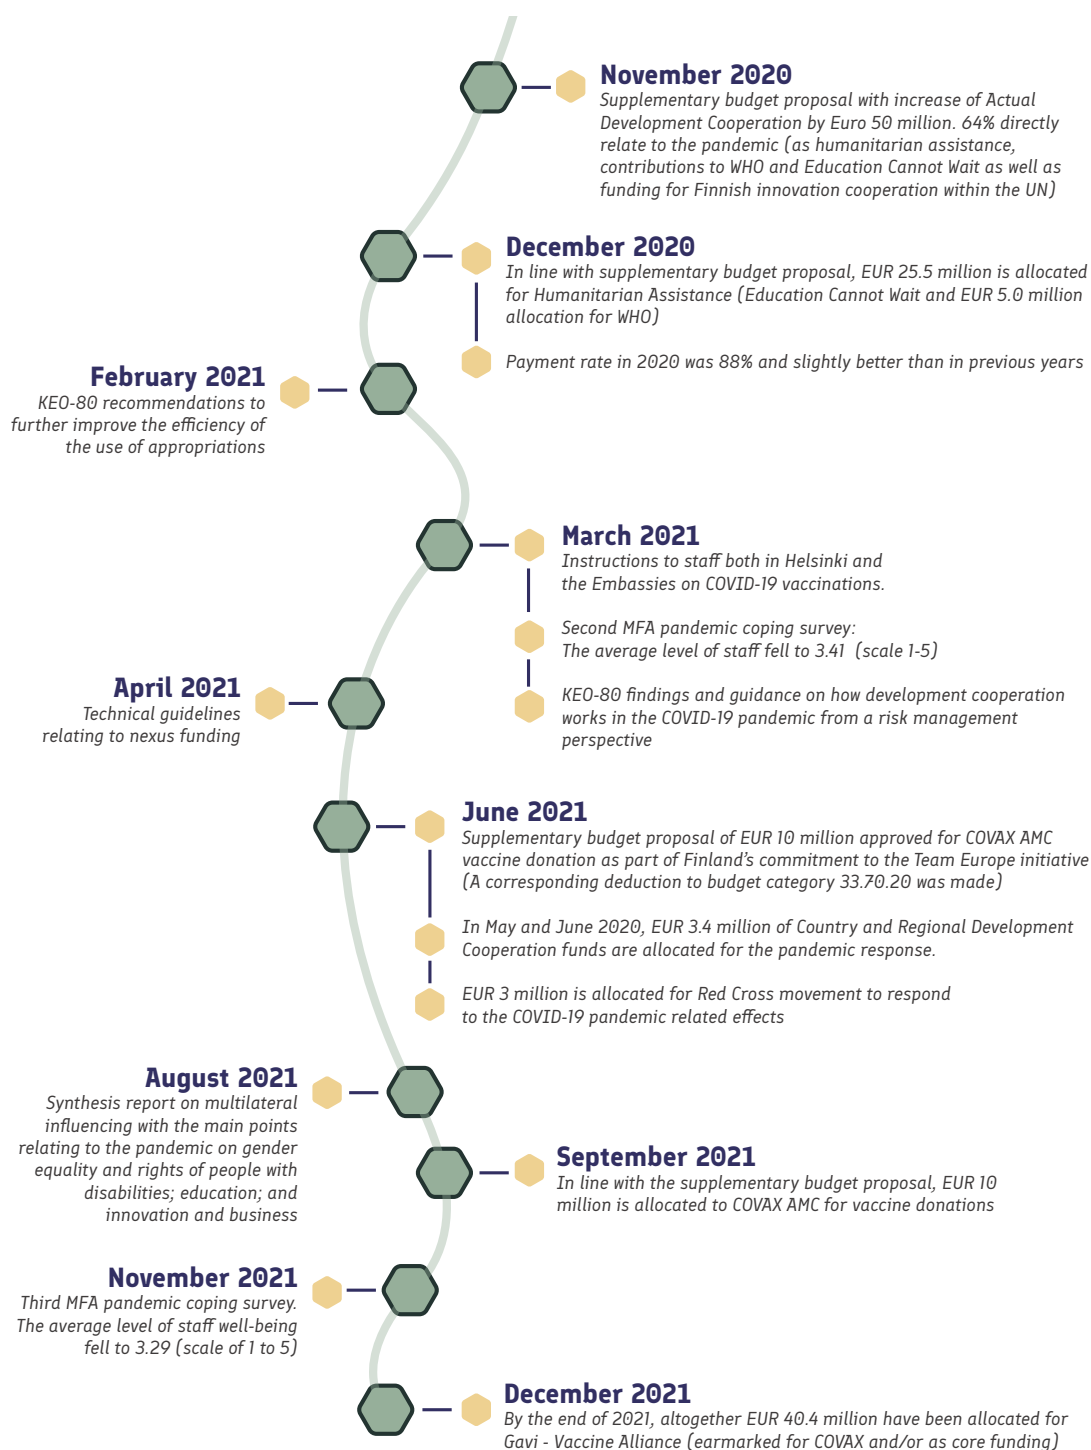 November 2020
Supplementary budget proposal with increase of Actual
Development Cooperation by Euro 50 million. 64% directly
relate to the pandemic (as humanitarian assistance,
contributions to WHO and Education Cannot Wait as well as
funding for Finnish innovation cooperation within the UN)
December 2020
In line with supplementary budget proposal, EUR 25.5 million is allocated
for Humanitarian Assistance (Education Cannot Wait and EUR 5.0 million
allocation for WHO)
Payment rate in 2020 was 88% and slightly better than in previous years
February 2021
KEO-80 recommendations to
further improve the efficiency of
the use of appropriations
March 2021
Instructions to staff both in Helsinki and
the Embassies on COVID-19 vaccinations.
Second MFA pandemic coping survey:
The average level of staff fell to 3.41 (scale 1-5)
KEO-80 findings and guidance on how development cooperation
works in the COVID-19 pandemic from a risk management
perspective
April 2021
Technical guidelines
relating to nexus funding
June 2021
Supplementary budget proposal of EUR 10 million approved for COVAX AMC
vaccine donation as part of Finland's commitment to the Team Europe initiative
(A corresponding deduction to budget category 33.70.20 was made)
In May and June 2020, EUR 3.4 million of Country and Regional Development
Cooperation funds are allocated for the pandemic response.
EUR 3 million is allocated for Red Cross movement to respond
to the COVID-19 pandemic related effects
August 2021
Synthesis report on multilateral
influencing with the main points
relating to the pandemic on gender
equality and rights of people with
disabilities; education; and
innovation and business
September 2021
In line with the supplementary budget proposal, EUR 10
million is allocated to COVAX AMC for vaccine donations
November 2021
Third MFA pandemic coping survey.
The average level of staff well-being
fell to 3.29 (scale of 1 to 5)
December 2021
By the end of 2021, altogether EUR 40.4 million have been allocated for
Gavi - Vaccine Alliance (earmarked for COVAX and/or as core funding)